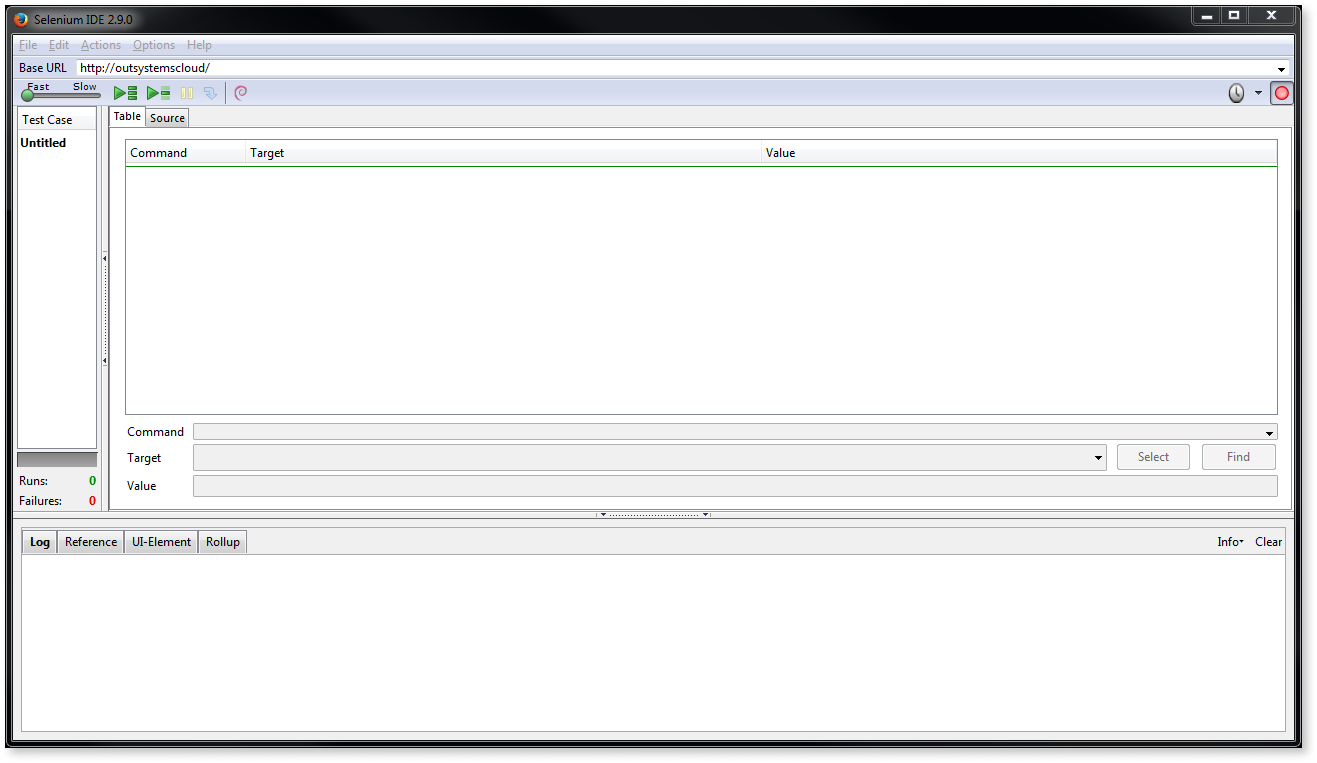 Selenium IDE 2.9.0
File Edit Actions Options Help
Base URL http://outsystemscloud/
Fast Slow
Test Case
Untitled
Table Source
Command Target Value
Command
Target Select Find
Value
Runs: 0
Failures: 0
Log Reference UI-Element Rollup Info Clear